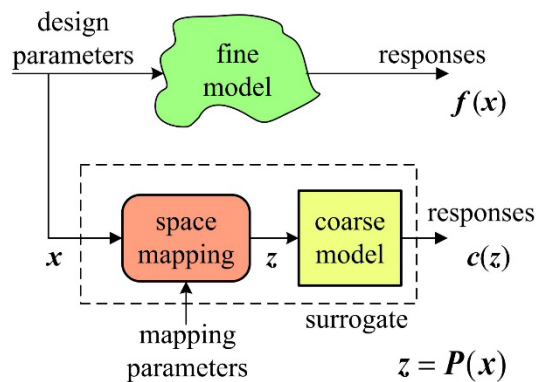 design
parameters
fine
model
responses
f(x)
x
space
mapping
z
coarse
model
responses
c(z)
surrogate
mapping
parameters
z = P(x)